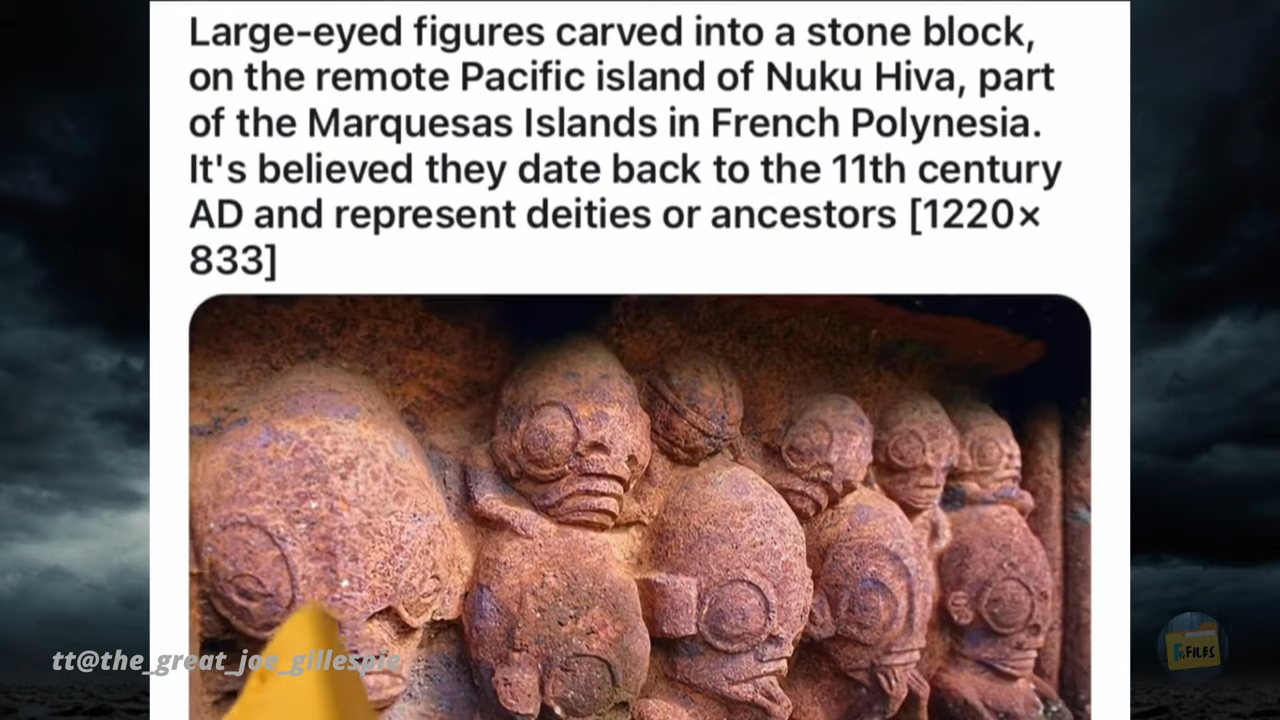 Large-eyed figures carved into a stone block,
on the remote Pacific island of Nuku Hiva, part
of the Marquesas Islands in French Polynesia.
It's believed they date back to the 11th century
AD and represent deities or ancestors [1220×
833]
tt@the_great_joe_gillespie
FILES